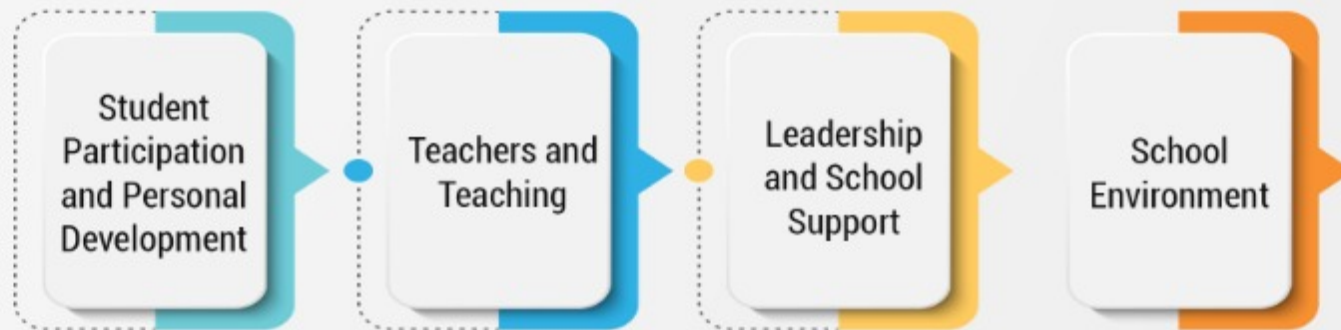 Student
Participation
and Personal
Development
Teachers and
Teaching
Leadership
and School
Support
School
Environment